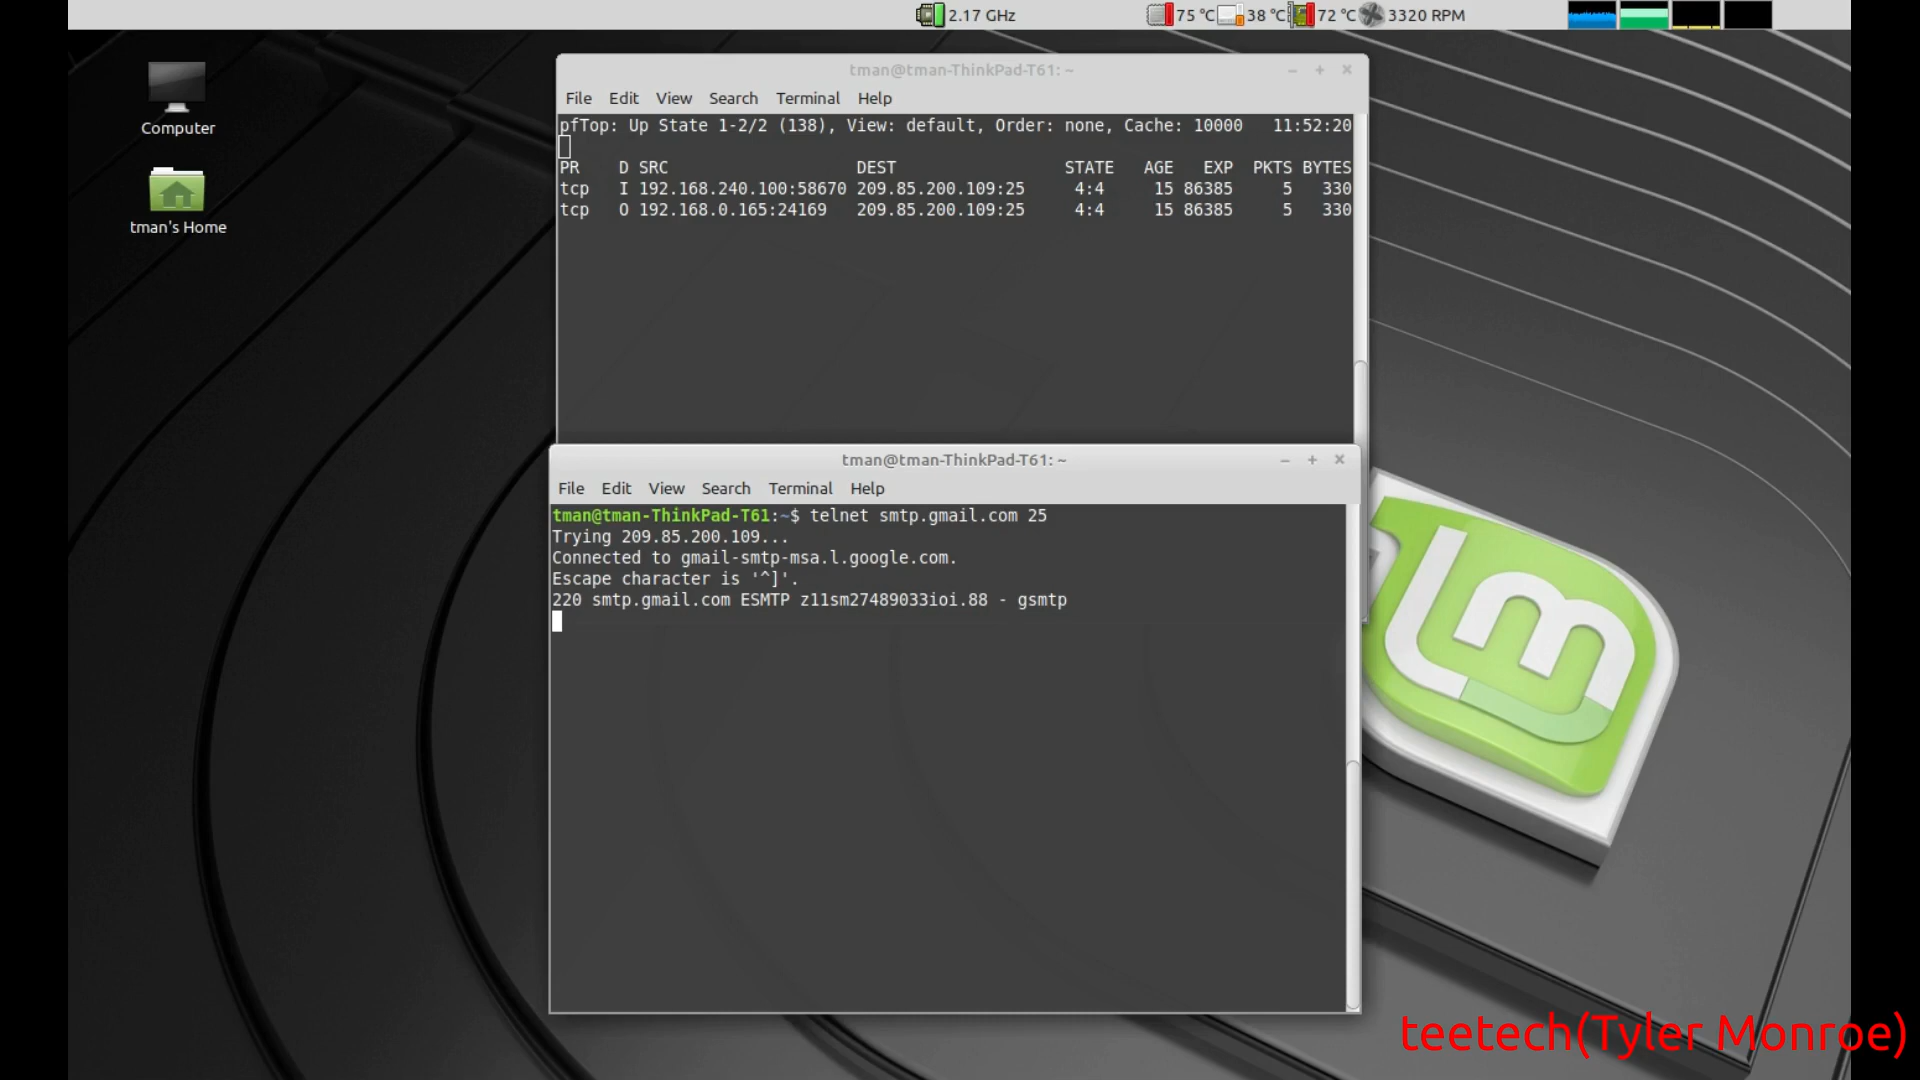 2.17 GHz 75 °C 38 °C 72 °C 3320 RPM
Computer
tman's Home
tman@tman-ThinkPad-T61: ~
File Edit View Search Terminal Help
pfTop: Up State 1-2/2 (138), View: default, Order: none, Cache: 10000 11:52:20
PR D SRC DEST STATE AGE EXP PKTS BYTES
tcp I 192.168.240.100:58670 209.85.200.109:25 4:4 15 86385 5 330
tcp O 192.168.0.165:24169 209.85.200.109:25 4:4 15 86385 5 330
tman@tman-ThinkPad-T61: ~
File Edit View Search Terminal Help
tman@tman-ThinkPad-T61:~$ telnet smtp.gmail.com 25
Trying 209.85.200.109...
Connected to gmail-smtp-msa.l.google.com.
Escape character is '^]'.
220 smtp.gmail.com ESMTP z11sm27489033ioi.88 - gsmtp
teetech(Tyler Monroe)